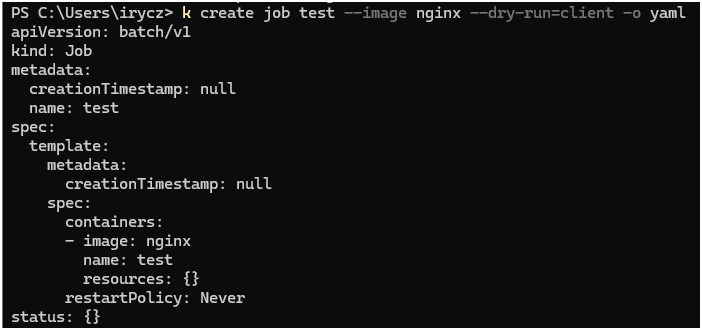 PS C:\Users\irycz> k create job test --image nginx --dry-run=client -o yaml
apiVersion: batch/v1
kind: Job
metadata:
  creationTimestamp: null
  name: test
spec:
  template:
    metadata:
      creationTimestamp: null
    spec:
      containers:
      - image: nginx
        name: test
        resources: {}
      restartPolicy: Never
status: {}